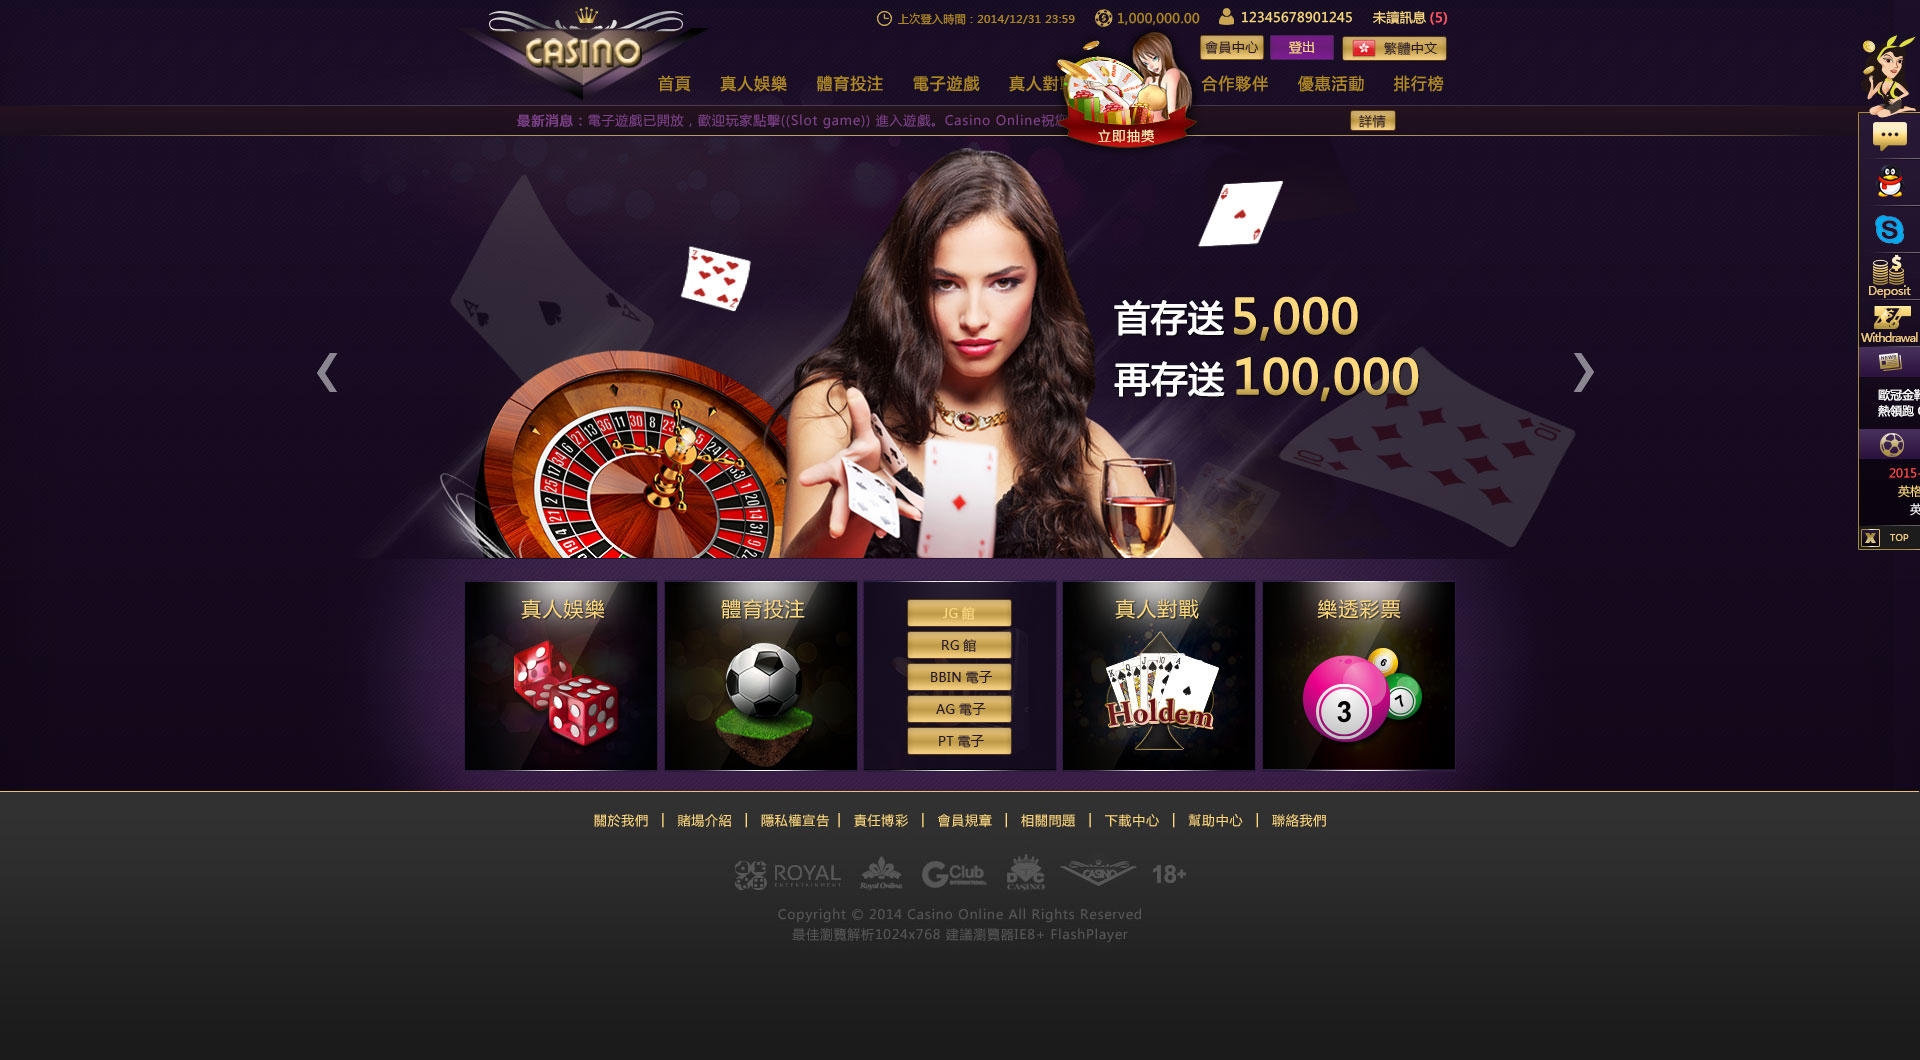 CASINO
上次登入時間：2014/12/31 23:59
1,000,000.00
12345678901245
未讀訊息 (5)
會員中心
登出
繁體中文
首頁
真人娛樂
體育投注
電子遊戲
真人對
合作夥伴
優惠活動
排行榜
立即抽獎
最新消息：電子遊戲已開放，歡迎玩家點擊((Slot game)) 進入遊戲。Casino Online祝
詳情
首存送 5,000
再存送 100,000
Deposit
Withdrawal
NEWS
歐冠金
熱領跑
2015-
英格
英
X TOP
真人娛樂
體育投注
JG 館
RG 館
BBIN 電子
AG 電子
PT 電子
真人對戰
Holdem
樂透彩票
3
6
7
關於我們 | 賭場介紹 | 隱私權宣告 | 責任博彩 | 會員規章 | 相關問題 | 下載中心 | 幫助中心 | 聯絡我們
ROYAL
ENTERTAINMENT
Royal Online
GClub
INTERNATIONAL
CASINO
CASINO
18+
Copyright © 2014 Casino Online All Rights Reserved
最佳瀏覽解析1024x768 建議瀏覽器IE8+ FlashPlayer